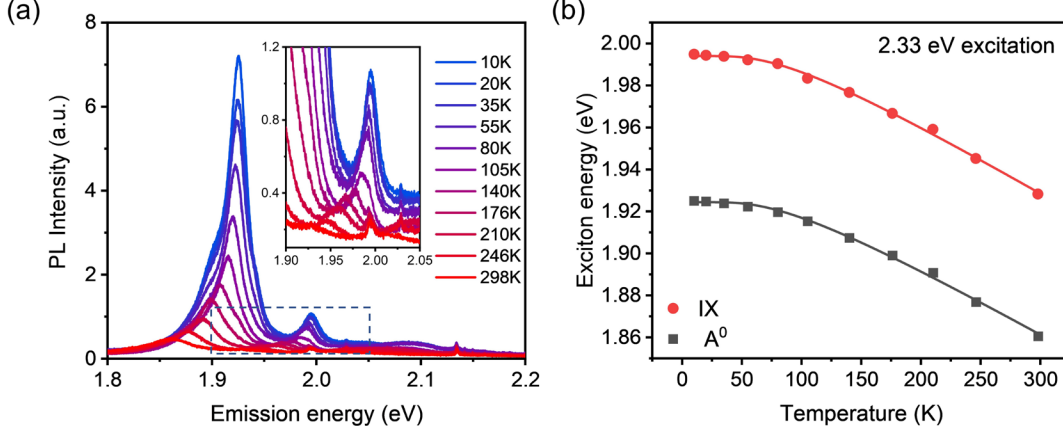 (a)
8
6
4
2
0
PL Intensity (a.u.)
1.8
1.9
2.0
2.1
2.2
Emission energy (eV)
1.2
0.8
0.4
1.90
1.95
2.00
2.05
10K
20K
35K
55K
80K
105K
140K
176K
210K
246K
298K
(b)
2.33 eV excitation
2.00
1.98
1.96
1.94
1.92
1.90
1.88
1.86
Exciton energy (eV)
IX
A⁰
0
50
100
150
200
250
300
Temperature (K)